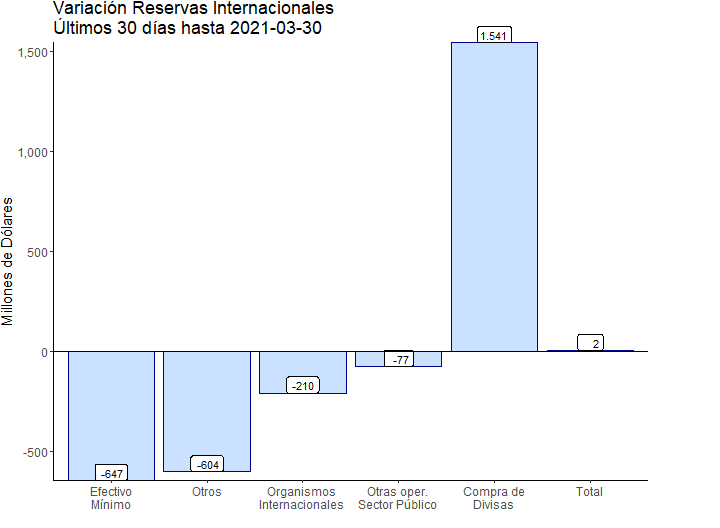 Variación Reservas Internacionales
Últimos 30 días hasta 2021-03-30
Millones de Dólares
1,500
1,000
500
0
-500
-647
-604
-210
-77
1.541
2
Efectivo
Mínimo
Otros
Organismos
Internacionales
Otras oper.
Sector Público
Compra de
Divisas
Total